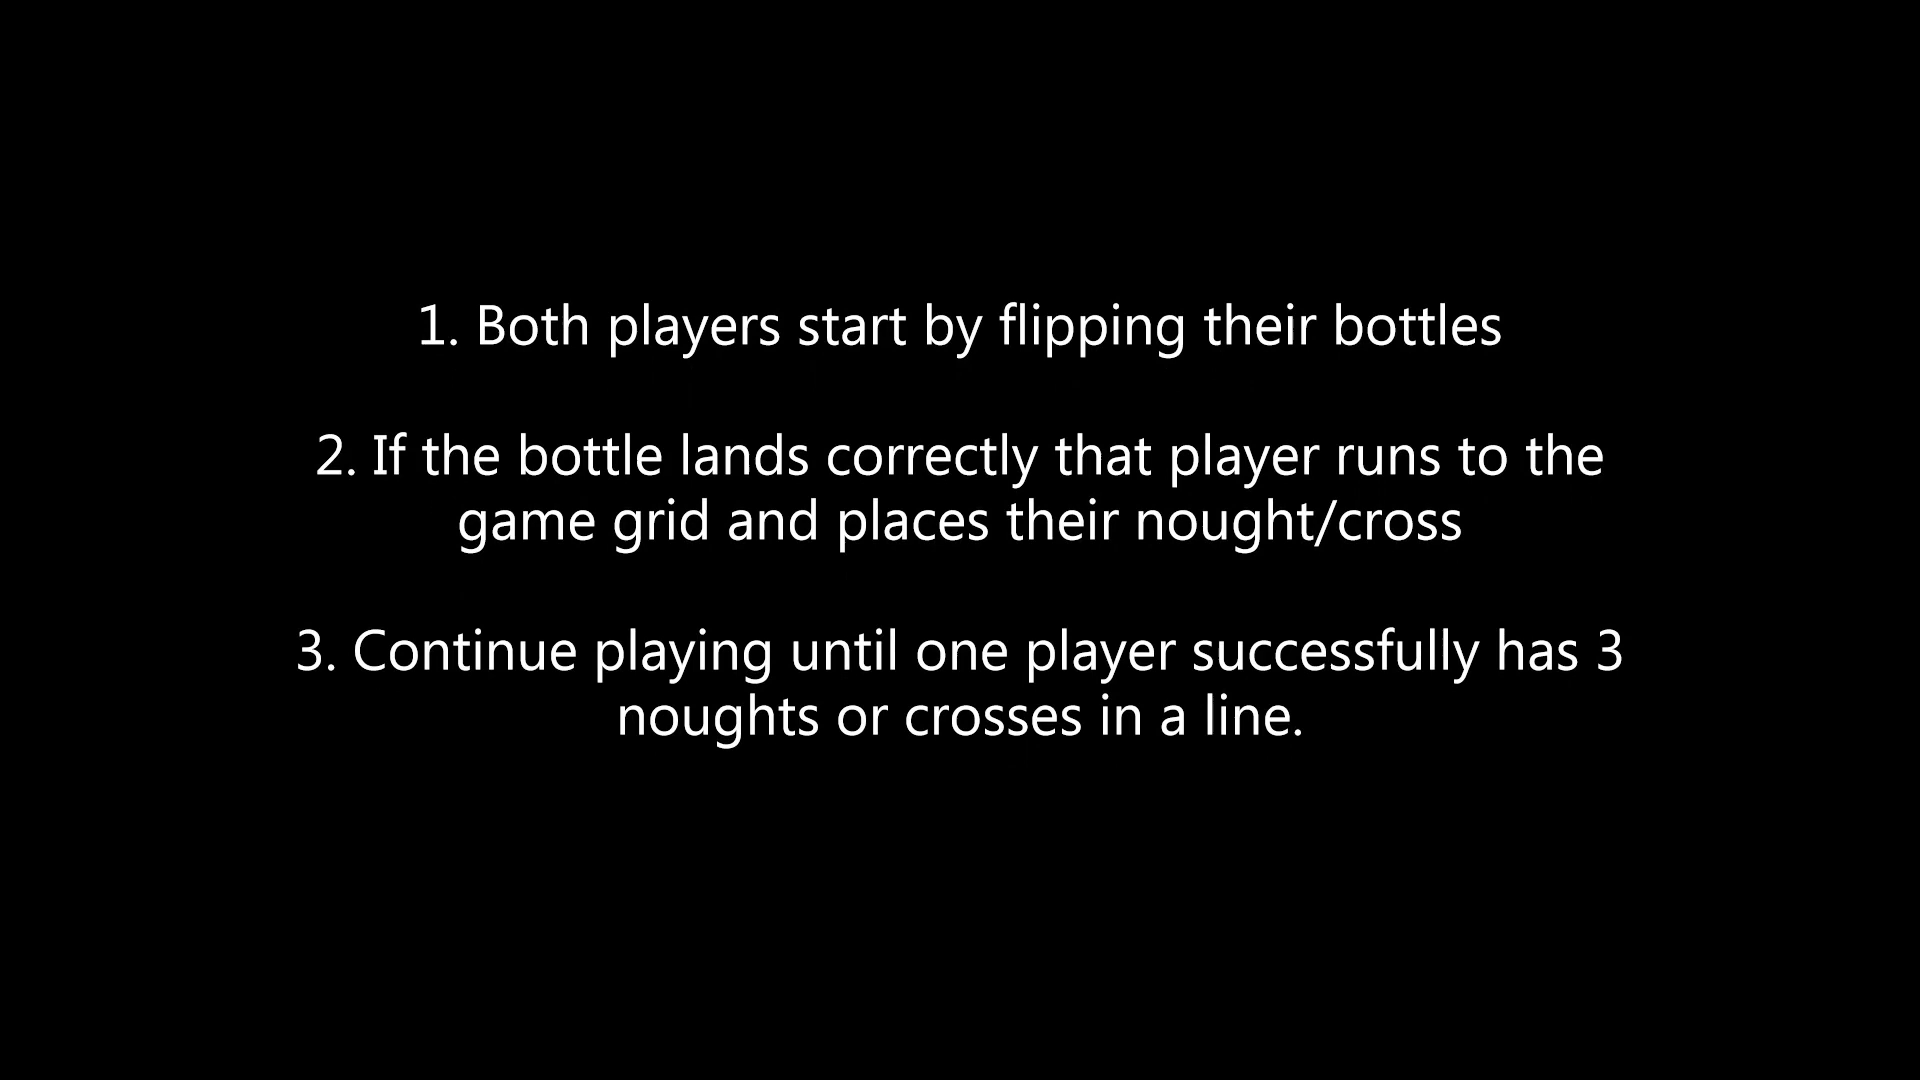 1. Both players start by flipping their bottles
2. If the bottle lands correctly that player runs to the
game grid and places their nought/cross
3. Continue playing until one player successfully has 3
noughts or crosses in a line.